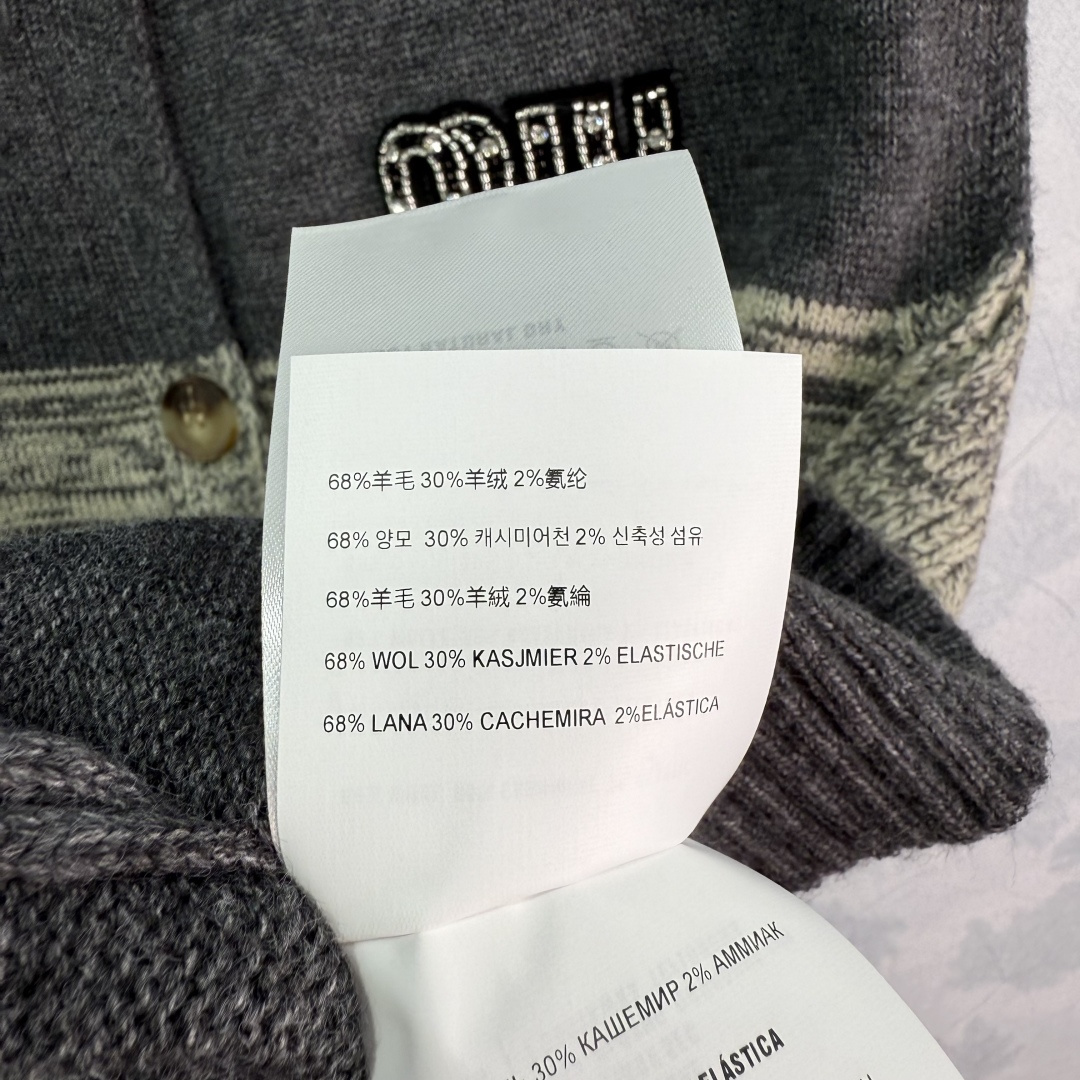 68%羊毛 30%羊绒 2%氨纶
68% 양모 30% 캐시미어천 2% 신축성 섬유
68%羊毛 30%羊絨 2%氨綸
68% WOL 30% KASJMIER 2% ELASTISCHE
68% LANA 30% CACHEMIRA 2%ELÁSTICA
30% КАШЕМИР 2% АММИАК
ELÁSTICA